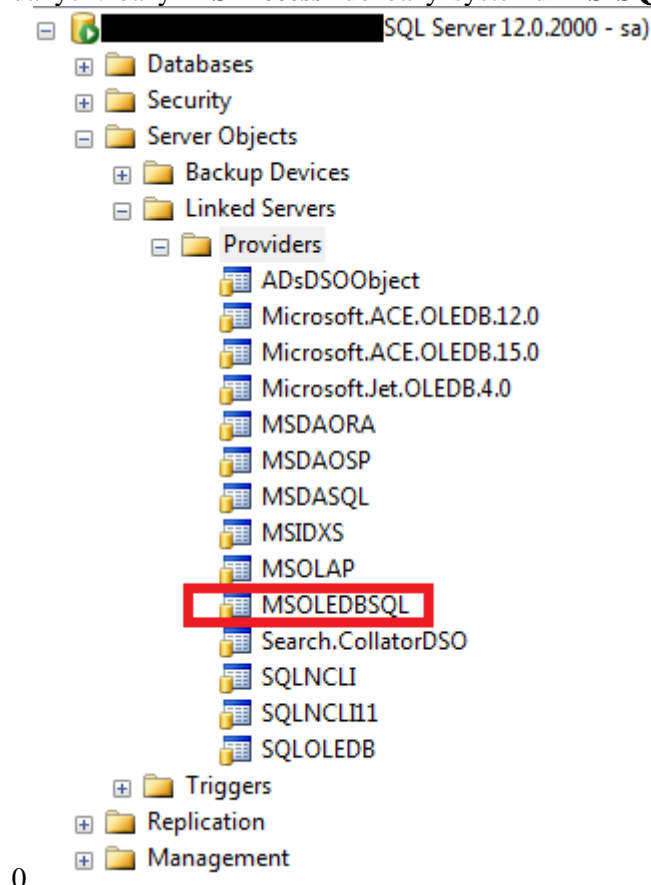 SQL Server 12.0.2000 - sa)
Databases
Security
Server Objects
Backup Devices
Linked Servers
Providers
ADsDSOObject
Microsoft.ACE.OLEDB.12.0
Microsoft.ACE.OLEDB.15.0
Microsoft.Jet.OLEDB.4.0
MSDAORA
MSDAOSP
MSDASQL
MSIDXS
MSOLAP
MSOLEDBSQL
Search.CollatorDSO
SQLNCLI
SQLNCLI11
SQLOLEDB
Triggers
Replication
Management
0